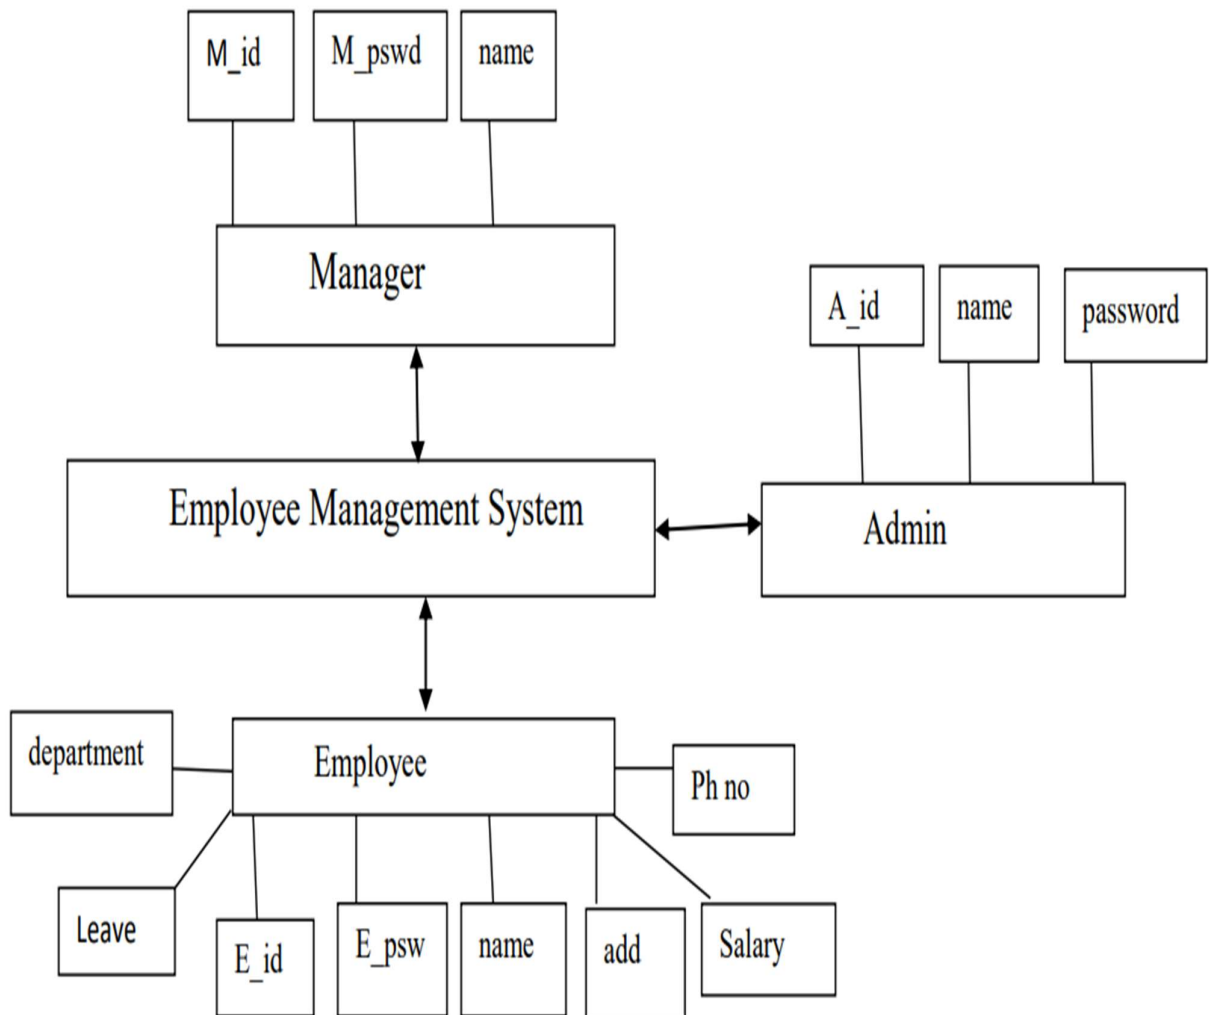 M_id
M_pswd
name
Manager
A_id
name
password
Employee Management System
Admin
department
Employee
Ph no
Leave
E_id
E_psw
name
add
Salary